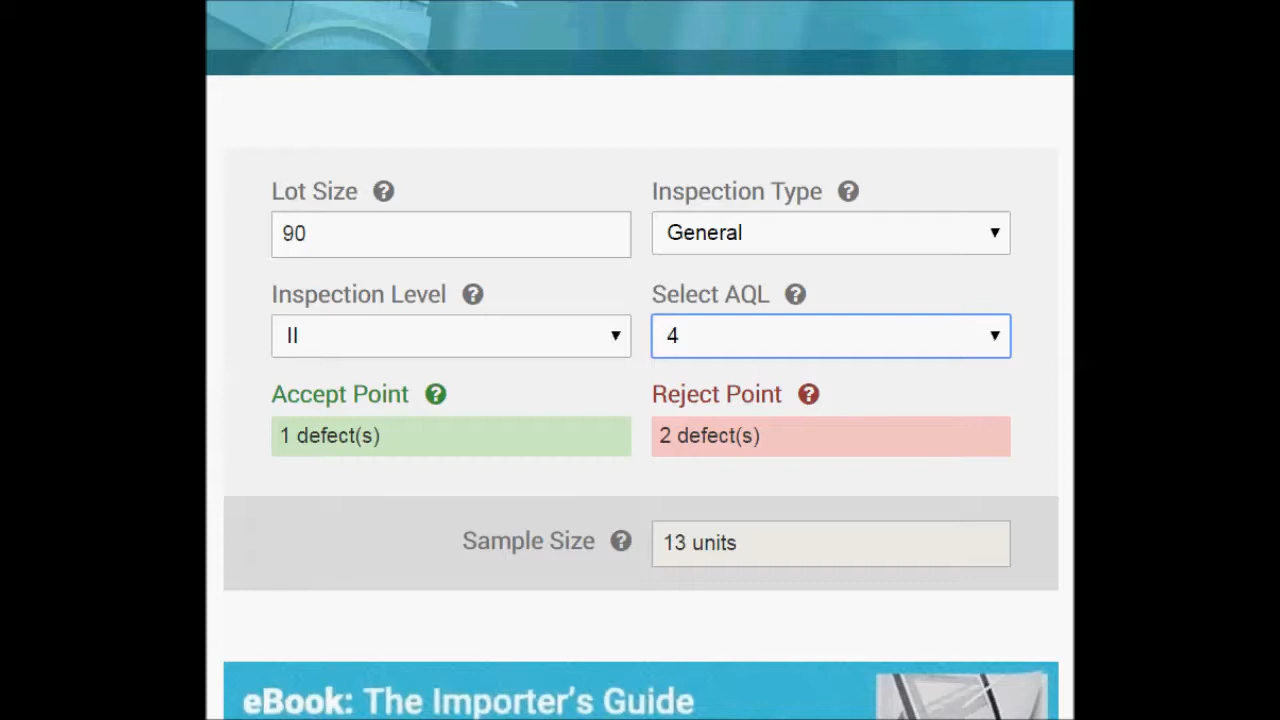 Lot Size Inspection Type
90 General
Inspection Level Select AQL
II 4
Accept Point Reject Point
1 defect(s) 2 defect(s)
Sample Size 13 units
eBook: The Importer's Guide